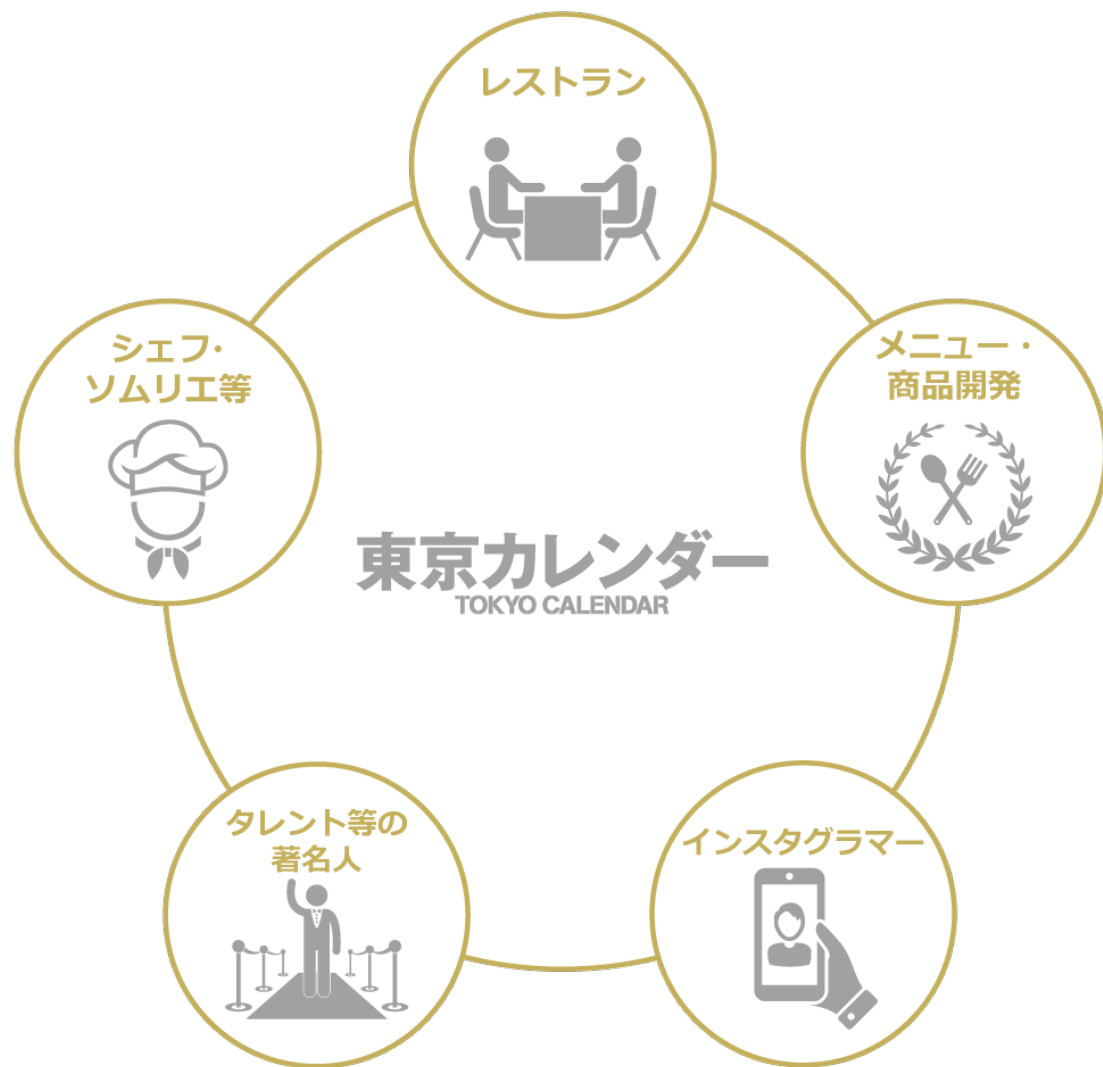 レストラン
シェフ・
ソムリエ等
メニュー・
商品開発
東京カレンダー
TOKYO CALENDAR
タレント等の
著名人
インスタグラマー